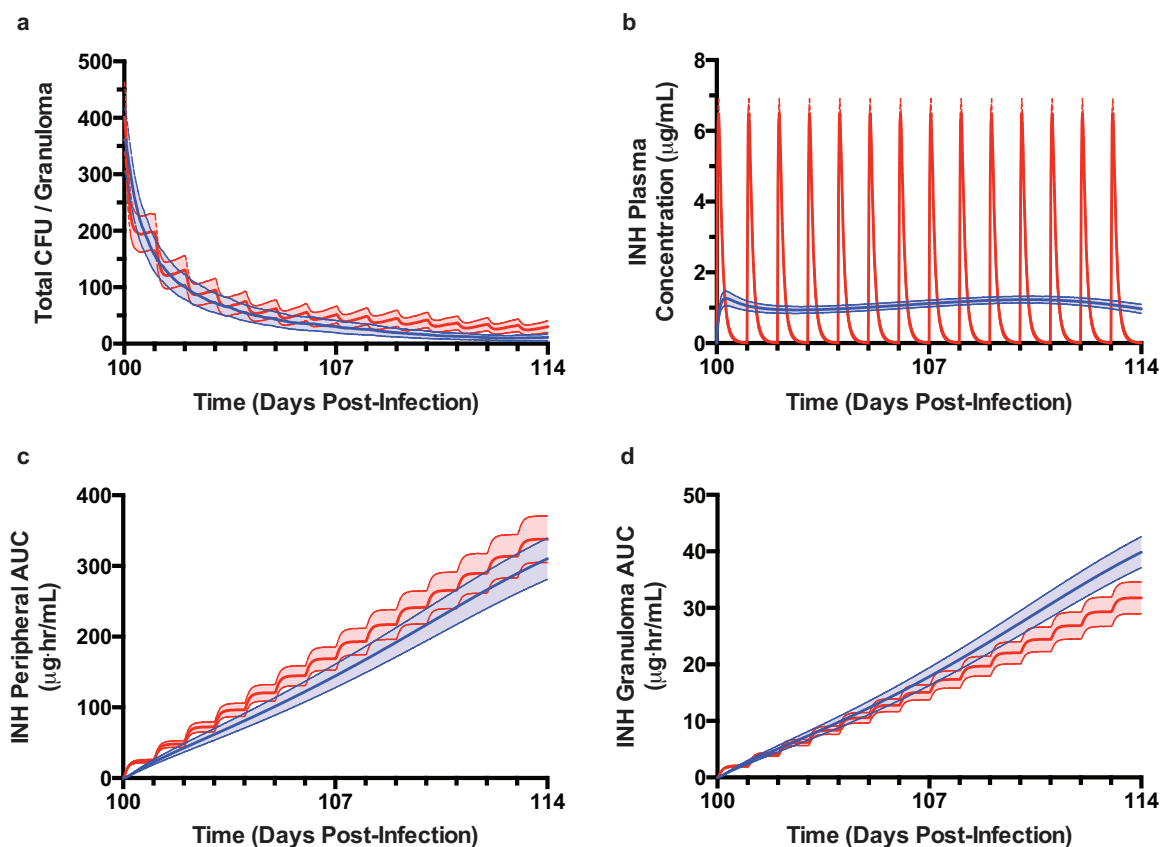 a
500
400
300
200
100
0
100
107
114
Total CFU / Granuloma
Time (Days Post-Infection)
b
8
6
4
2
0
100
107
114
INH Plasma
Concentration (μg/mL)
Time (Days Post-Infection)
c
400
300
200
100
0
100
107
114
INH Peripheral AUC
(μg·hr/mL)
Time (Days Post-Infection)
d
50
40
30
20
10
0
100
107
114
INH Granuloma AUC
(μg·hr/mL)
Time (Days Post-Infection)